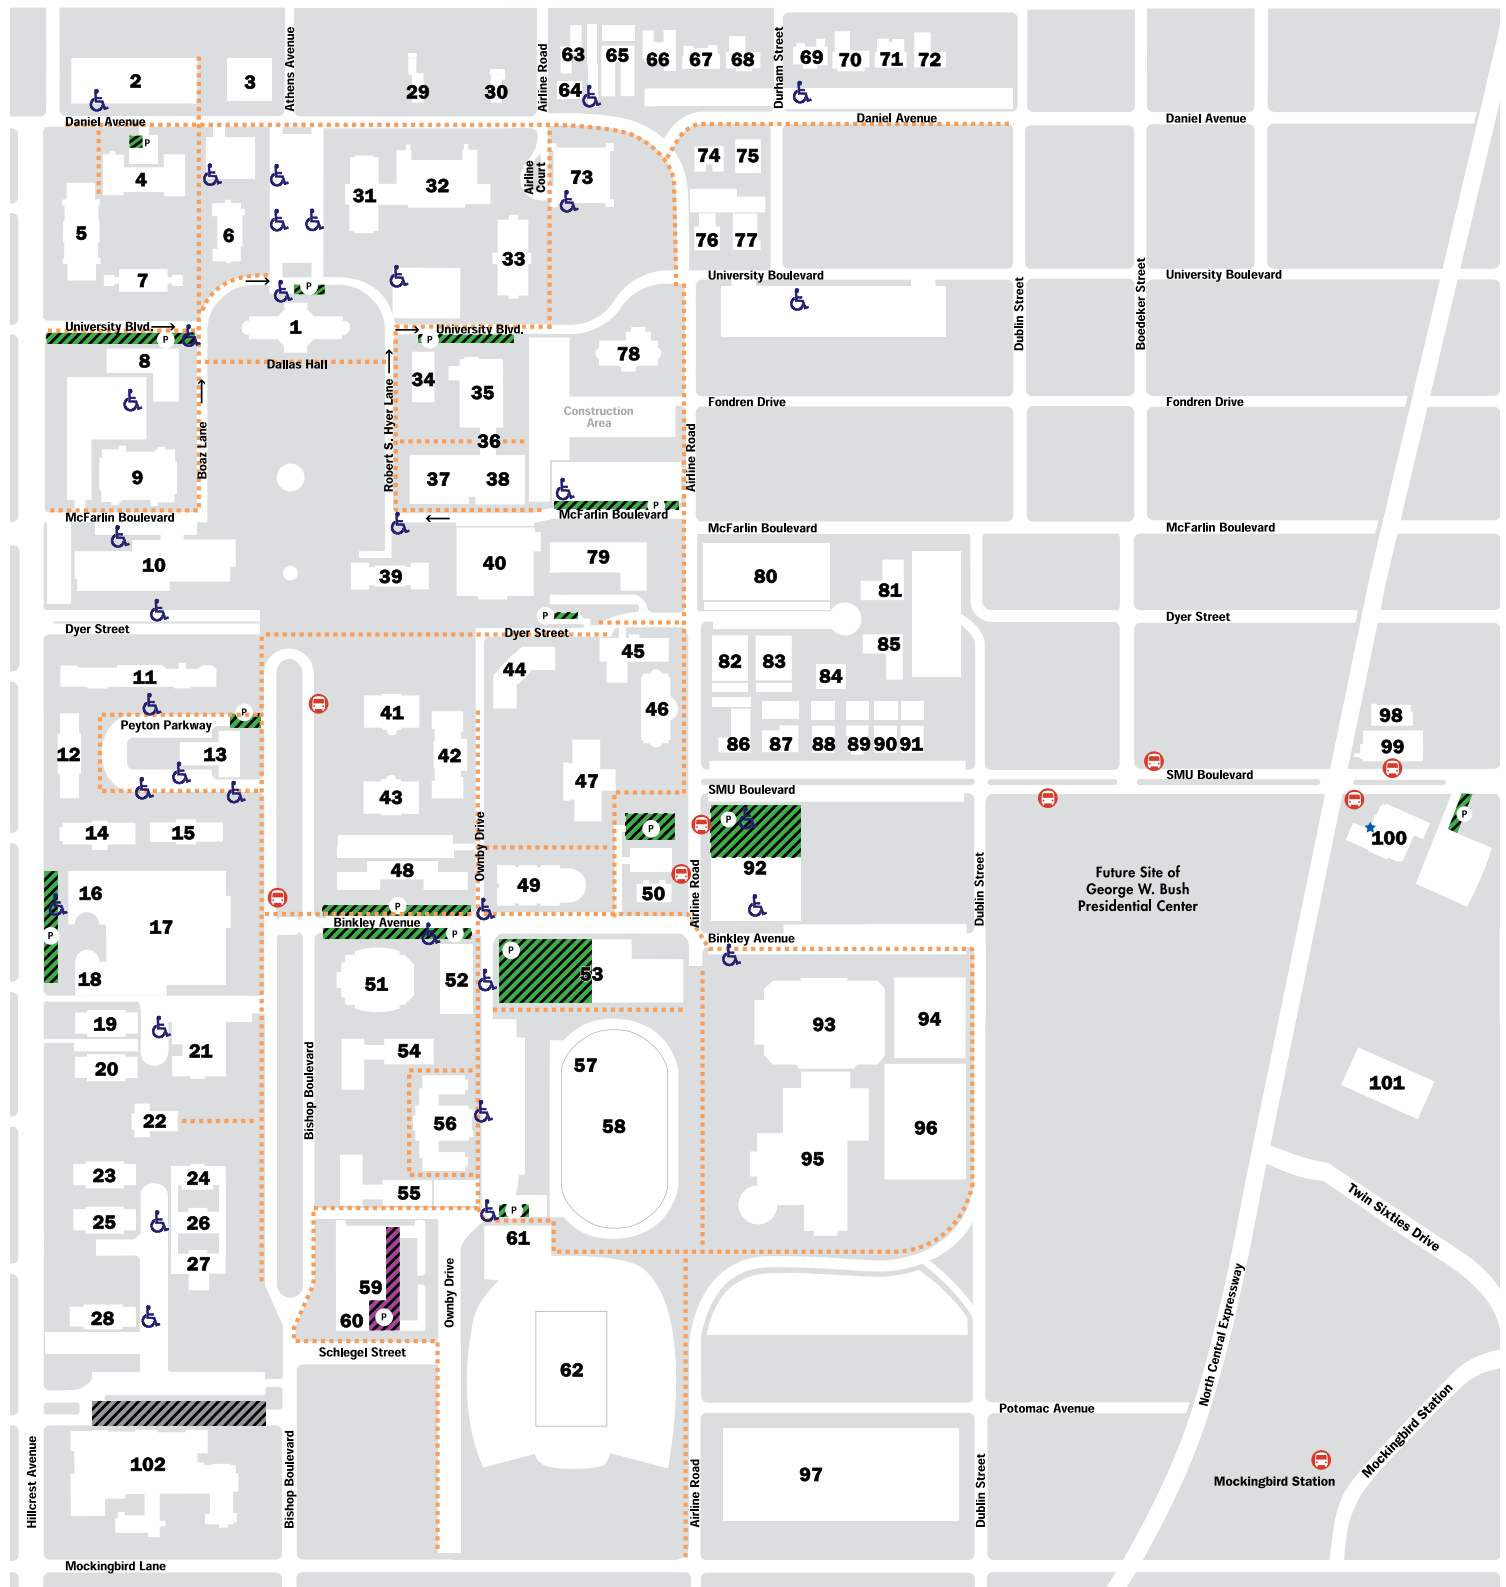 Athens Avenue
Airline Road
Durham Street
63
65
66
67
68
69
70
71
72
2
3
29
30
64
Daniel Avenue
Daniel Avenue
Daniel Avenue
P
4
31
32
Airline
Court
73
74
75
5
6
33
76
77
7
University Boulevard
University Boulevard
Dublin Street
Boedeker Street
P
1
University Blvd.
P
University Blvd.
P
8
Dallas Hall
34
35
78
Boaz Lane
Robert S. Hyer Lane
Construction
Area
Fondren Drive
Fondren Drive
Airline Road
36
9
37
38
P
McFarlin Boulevard
McFarlin Boulevard
McFarlin Boulevard
McFarlin Boulevard
10
39
40
79
80
81
P
Dyer Street
Dyer Street
Dyer Street
11
44
45
82
83
84
85
P
Peyton Parkway
41
46
98
12
13
42
86
87
88
89
90
91
99
SMU Boulevard
SMU Boulevard
43
47
14
15
Ownby Drive
P
P
P
100
48
92
Airline Road
Dublin Street
Future Site of
George W. Bush
Presidential Center
16
49
50
17
P
P
Binkley Avenue
P
Binkley Avenue
P
18
51
52
53
19
93
94
20
21
54
57
Bishop Boulevard
101
22
56
58
96
95
23
24
55
Twin Sixties Drive
25
26
P
61
27
59
Ownby Drive
North Central Expressway
28
60
P
Schlegel Street
62
Potomac Avenue
Mockingbird Station
Hillcrest Avenue
102
Bishop Boulevard
Airline Road
97
Dublin Street
Mockingbird Station
Mockingbird Lane